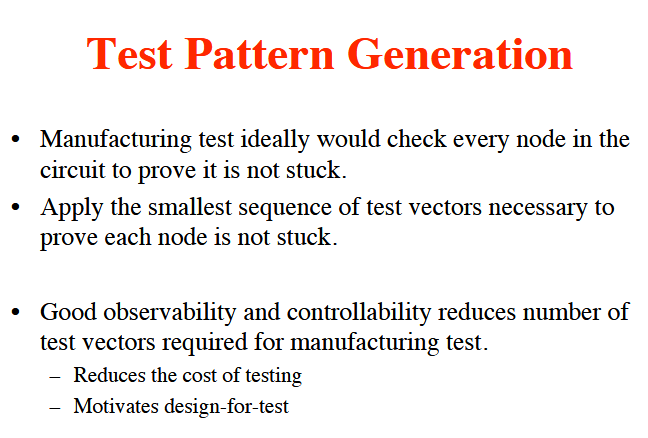 Test Pattern Generation
• Manufacturing test ideally would check every node in the
circuit to prove it is not stuck.
• Apply the smallest sequence of test vectors necessary to
prove each node is not stuck.
• Good observability and controllability reduces number of
test vectors required for manufacturing test.
– Reduces the cost of testing
– Motivates design-for-test